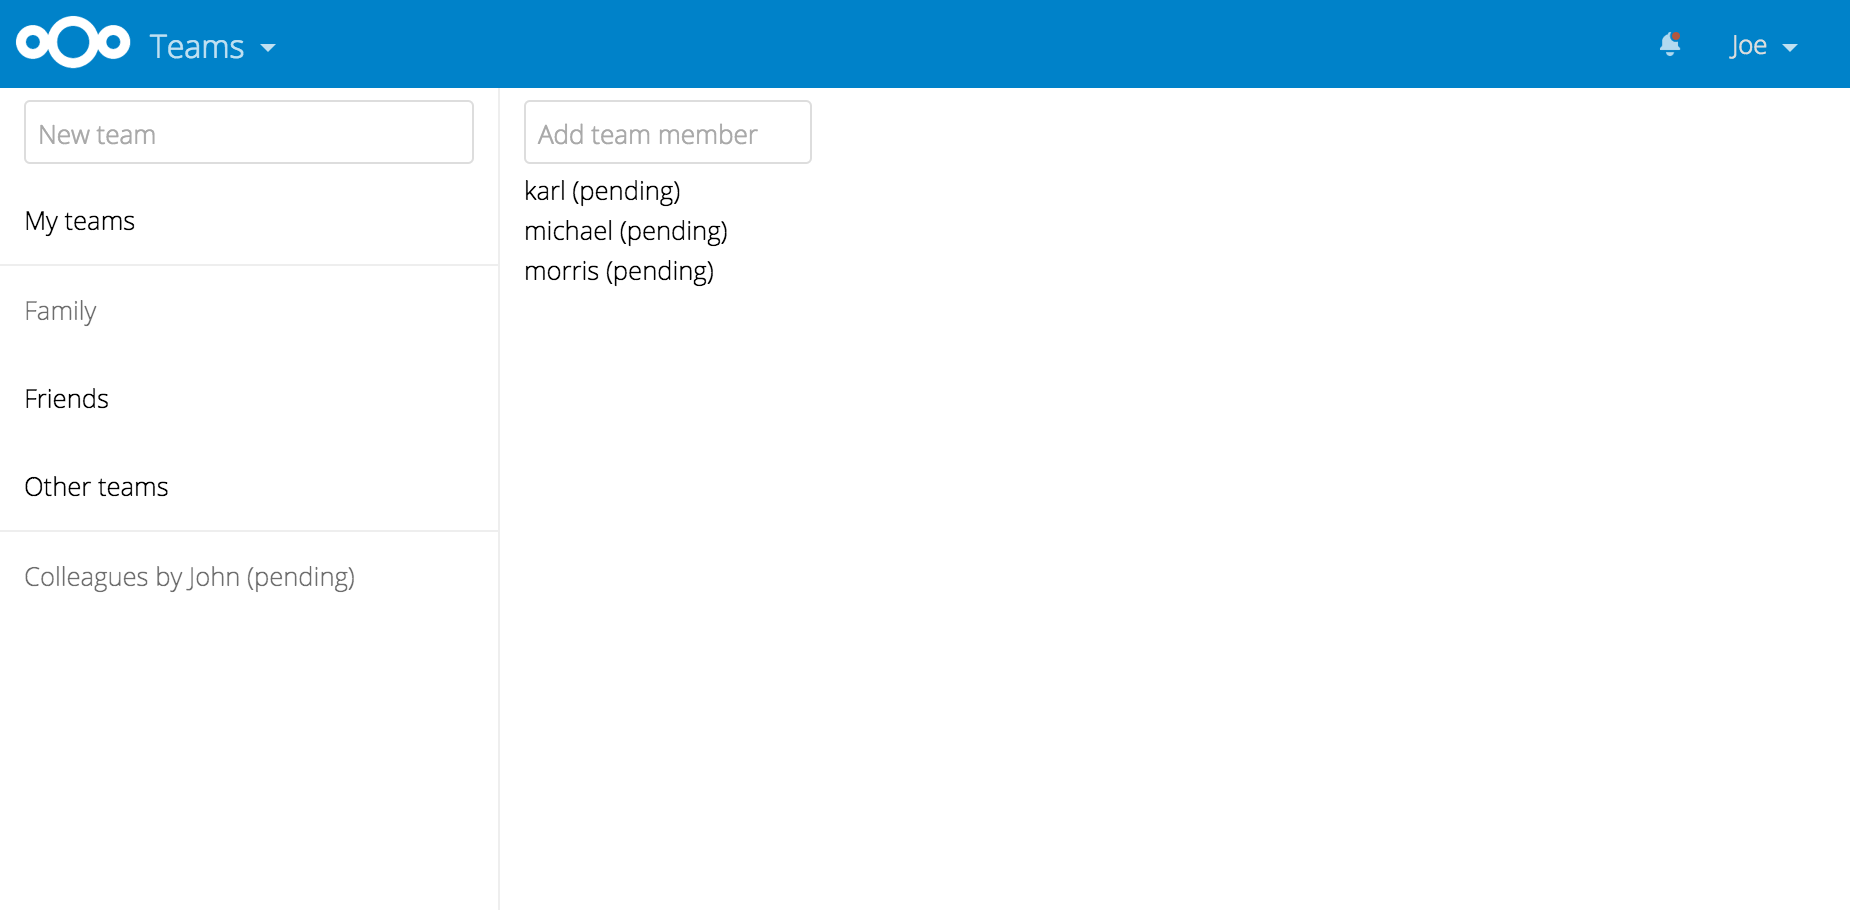 Teams
Joe
New team
My teams
Family
Friends
Other teams
Colleagues by John (pending)
Add team member
karl (pending)
michael (pending)
morris (pending)